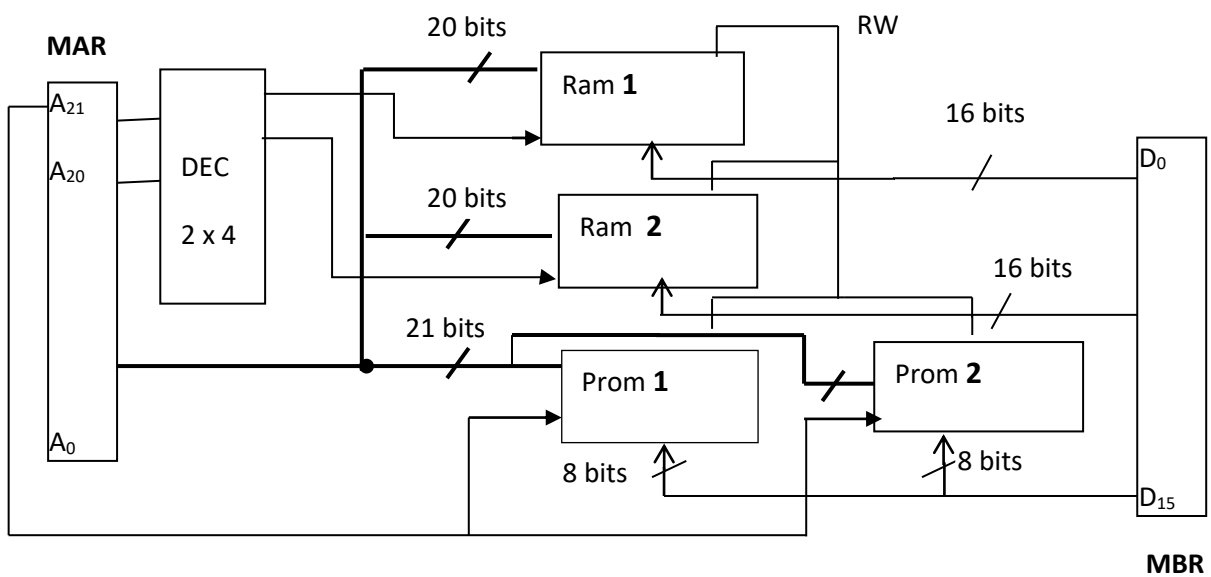 20 bits
RW
MAR
Ram 1
A21
16 bits
D0
A20
DEC
20 bits
Ram 2
2 x 4
16 bits
21 bits
Prom 1
Prom 2
A0
8 bits
8 bits
D15
MBR